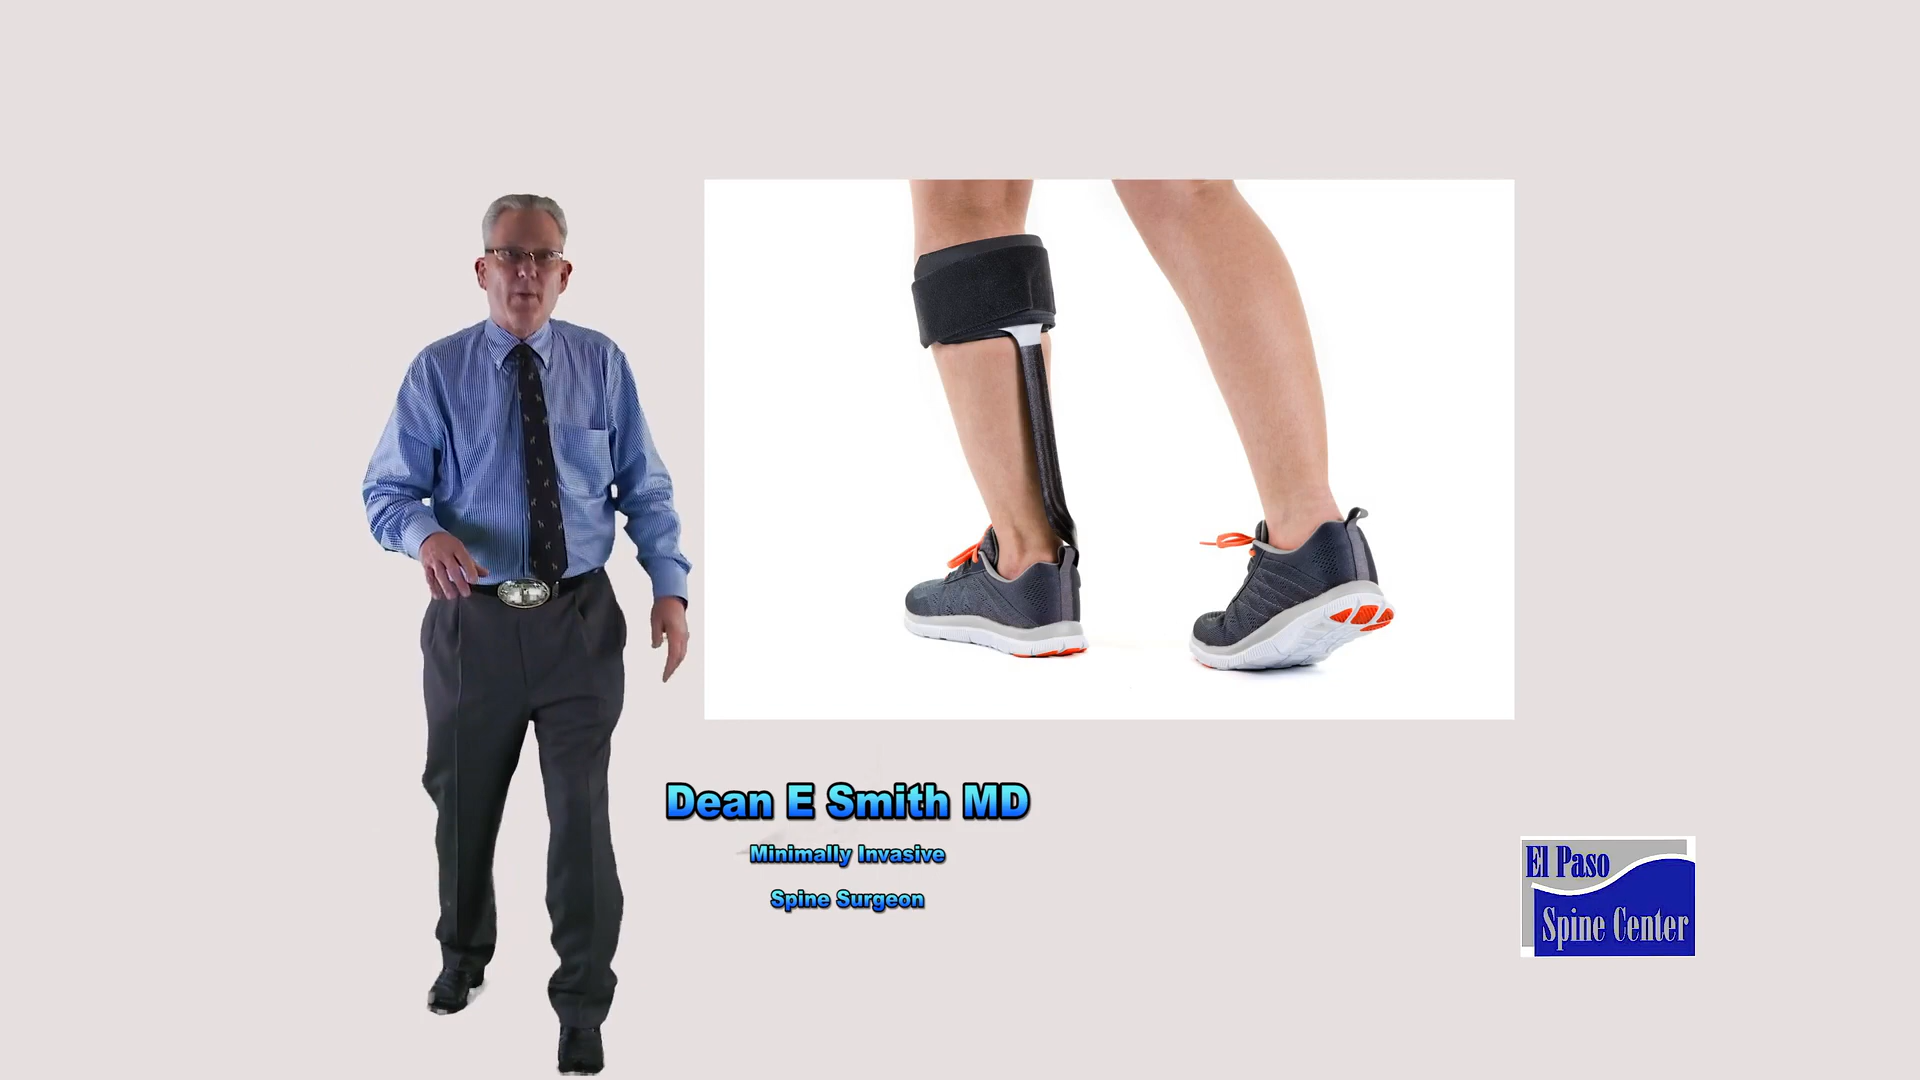 Dean E Smith MD
Minimally Invasive
Spine Surgeon
El Paso
Spine Center